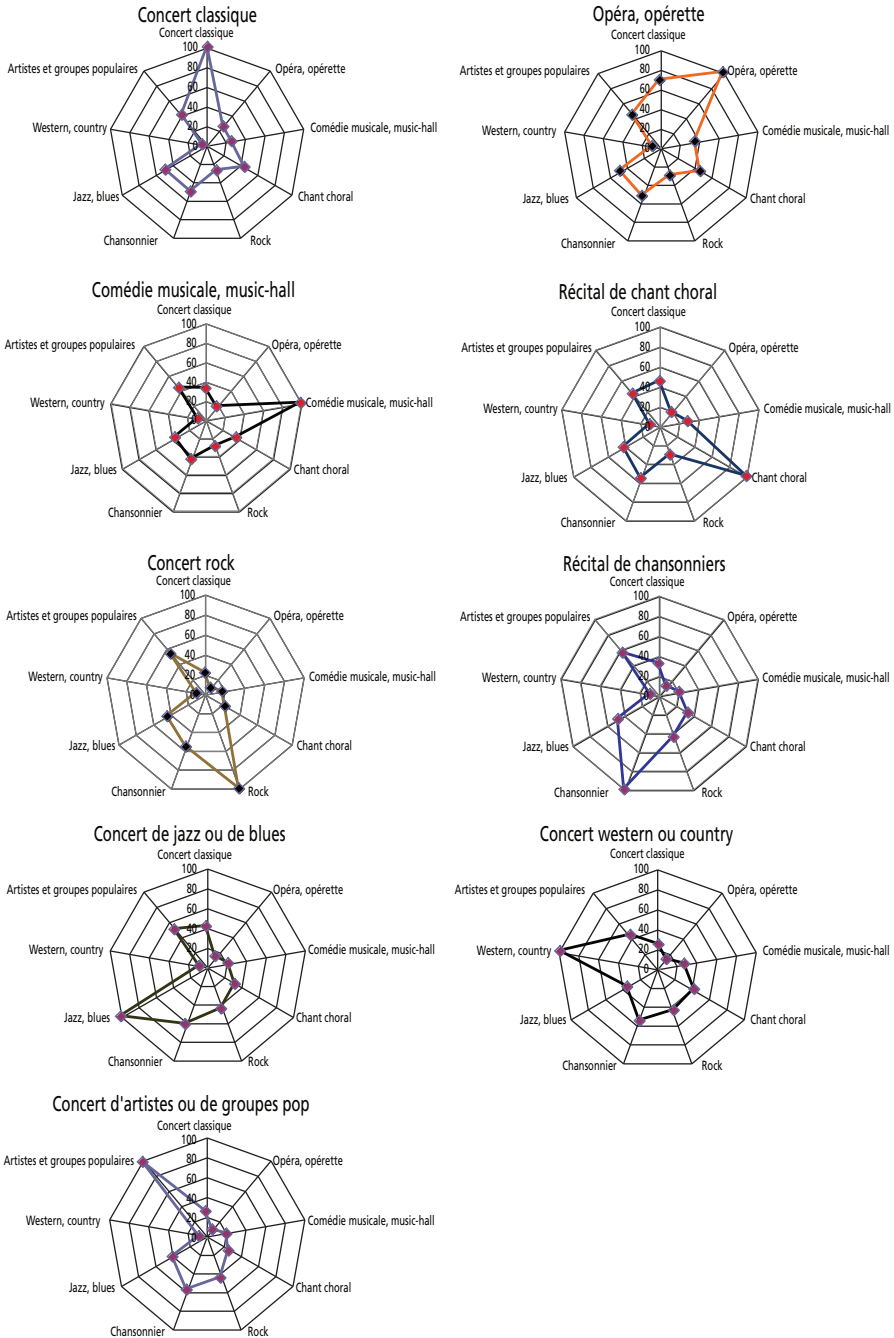 Concert classique
Concert classique
100
80
60
40
20
0
Opéra, opérette
Comédie musicale, music-hall
Chant choral
Rock
Chansonnier
Jazz, blues
Western, country
Artistes et groupes populaires
Opéra, opérette
Concert classique
100
80
60
40
20
0
Opéra, opérette
Comédie musicale, music-hall
Chant choral
Rock
Chansonnier
Jazz, blues
Western, country
Artistes et groupes populaires
Comédie musicale, music-hall
Concert classique
100
80
60
40
20
0
Opéra, opérette
Comédie musicale, music-hall
Chant choral
Rock
Chansonnier
Jazz, blues
Western, country
Artistes et groupes populaires
Récital de chant choral
Concert classique
100
80
60
40
20
0
Opéra, opérette
Comédie musicale, music-hall
Chant choral
Rock
Chansonnier
Jazz, blues
Western, country
Artistes et groupes populaires
Concert rock
Concert classique
100
80
60
40
20
0
Opéra, opérette
Comédie musicale, music-hall
Chant choral
Rock
Chansonnier
Jazz, blues
Western, country
Artistes et groupes populaires
Récital de chansonniers
Concert classique
100
80
60
40
20
0
Opéra, opérette
Comédie musicale, music-hall
Chant choral
Rock
Chansonnier
Jazz, blues
Western, country
Artistes et groupes populaires
Concert de jazz ou de blues
Concert classique
100
80
60
40
20
0
Opéra, opérette
Comédie musicale, music-hall
Chant choral
Rock
Chansonnier
Jazz, blues
Western, country
Artistes et groupes populaires
Concert western ou country
Concert classique
100
80
60
40
20
0
Opéra, opérette
Comédie musicale, music-hall
Chant choral
Rock
Chansonnier
Jazz, blues
Western, country
Artistes et groupes populaires
Concert d'artistes ou de groupes pop
Concert classique
100
80
60
40
20
0
Opéra, opérette
Comédie musicale, music-hall
Chant choral
Rock
Chansonnier
Jazz, blues
Western, country
Artistes et groupes populaires